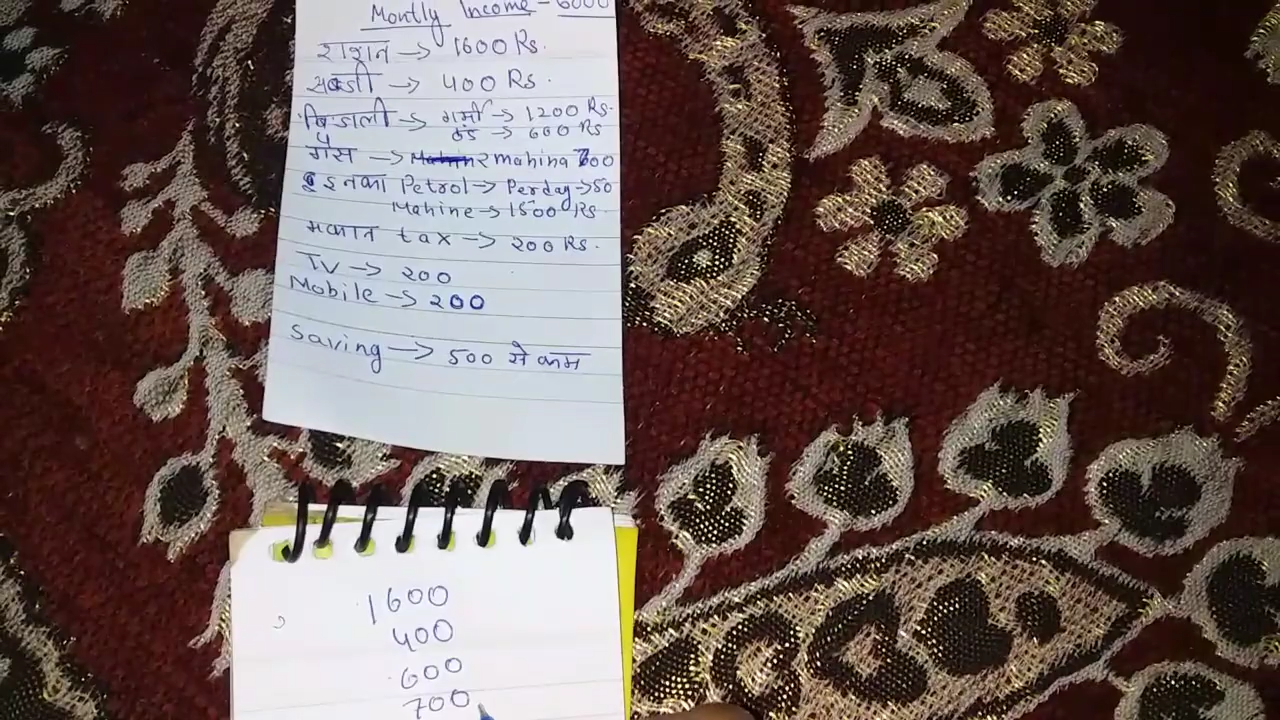 Montly Income - 6000
राशन → 1600 Rs.
सब्जी → 400 Rs.
बिजली → गर्मी → 1200 Rs.
ठंड → 600 Rs
गैस → 2 mahina 700
इनका Petrol → Perday → 50
Mahine → 1500 Rs.
मकान tax → 200 Rs.
TV → 200
Mobile → 200
Saving → 500 से कम
1600
400
600
700